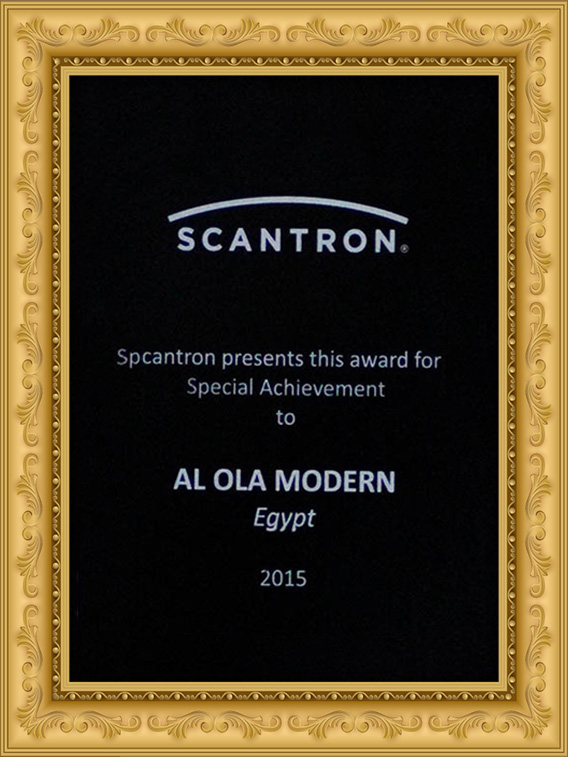 SCANTRON®
Spcantron presents this award for
Special Achievement
to
AL OLA MODERN
Egypt
2015